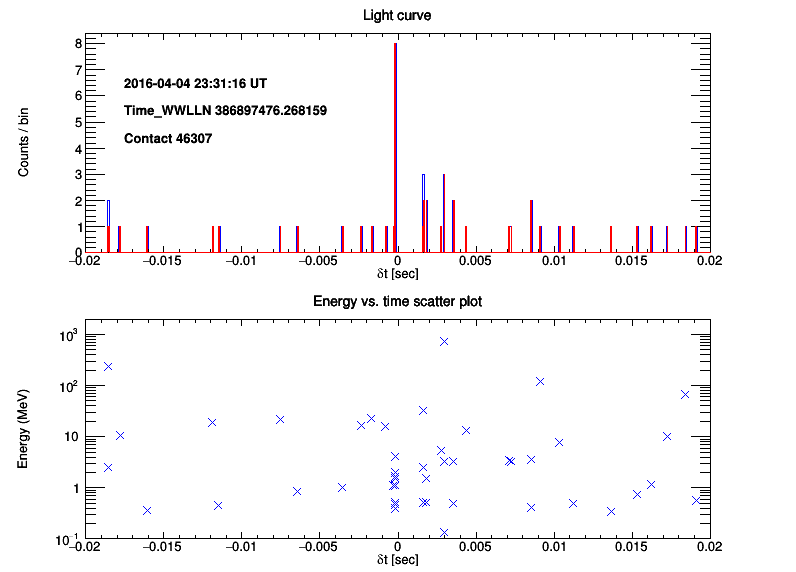 Light curve
Counts / bin
8
7
6
5
4
3
2
1
0
2016-04-04 23:31:16 UT
Time_WWLLN 386897476.268159
Contact 46307
−0.02 −0.015 −0.01 −0.005 0 0.005 0.01 0.015 0.02
δt [sec]
Energy vs. time scatter plot
Energy (MeV)
10³
10²
10
1
10⁻¹
−0.02 −0.015 −0.01 −0.005 0 0.005 0.01 0.015 0.02
δt [sec]